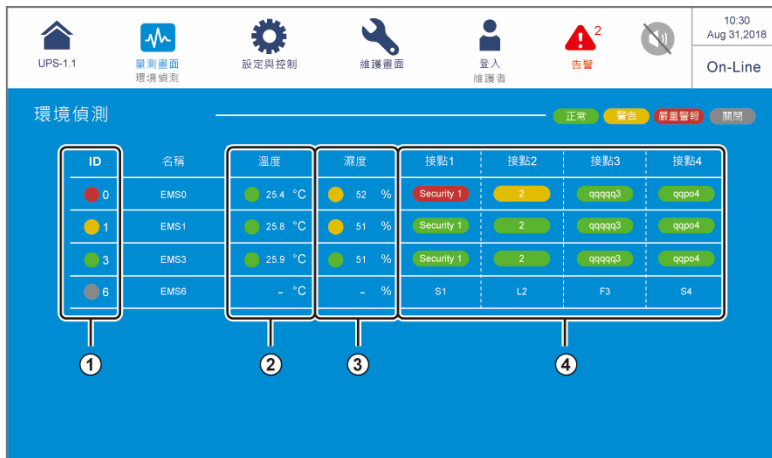 10:30
Aug 31,2018
2
UPS-1.1
量測畫面
環境偵測
設定與控制
維護畫面
登入
維護者
告警
On-Line
環境偵測
正常 警告 嚴重警報 關閉
ID 名稱 溫度 濕度 接點1 接點2 接點3 接點4
0 EMS0 25.4 °C 52 % Security 1 2 qqqqq3 qqpo4
1 EMS1 25.8 °C 51 % Security 1 2 qqqqq3 qqpo4
3 EMS3 25.9 °C 51 % Security 1 2 qqqqq3 qqpo4
6 EMS6 – °C – % S1 L2 F3 S4
1 2 3 4